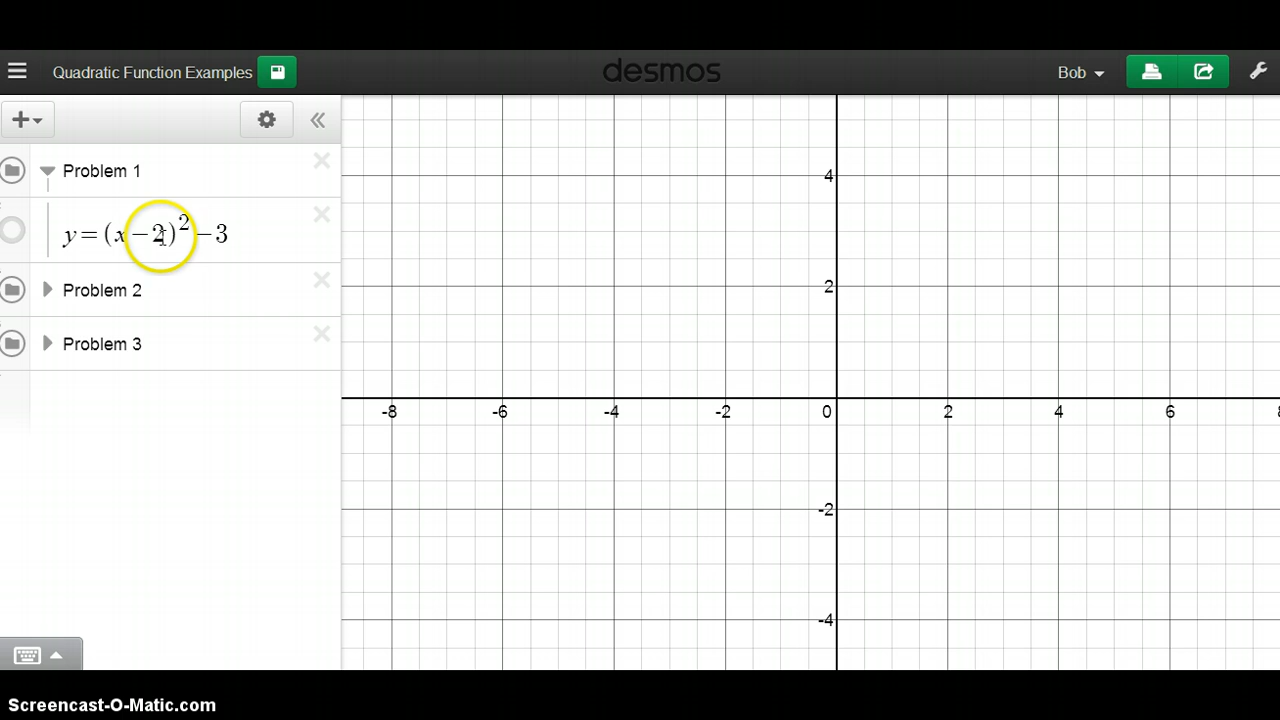 Quadratic Function Examples
desmos
Bob
Problem 1
y=(x−2)²−3
Problem 2
Problem 3
4
2
-8 -6 -4 -2 0 2 4 6 8
-2
-4
Screencast-O-Matic.com